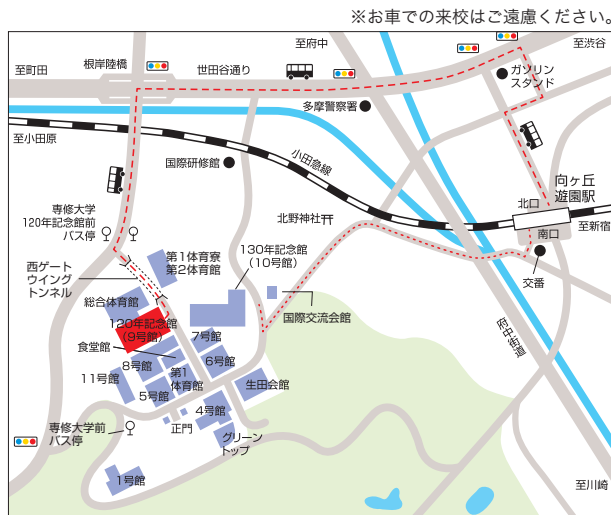 ※お車での来校はご遠慮ください。
至府中
至渋谷
根岸陸橋
至町田
世田谷通り
ガソリン
スタンド
多摩警察署
至小田原
小田急線
国際研修館
向ヶ丘
遊園駅
北口
専修大学
120年記念館前
バス停
北野神社
至新宿
南口
第1体育寮
第2体育館
130年記念館
(10号館)
交番
西ゲート
ウイング
トンネル
総合体育館
国際交流会館
120年記念館
(9号館)
府中街道
7号館
食堂館
8号館
6号館
11号館
第1
体育館
生田会館
5号館
4号館
専修大学前
バス停
正門
グリーン
トップ
1号館
至川崎